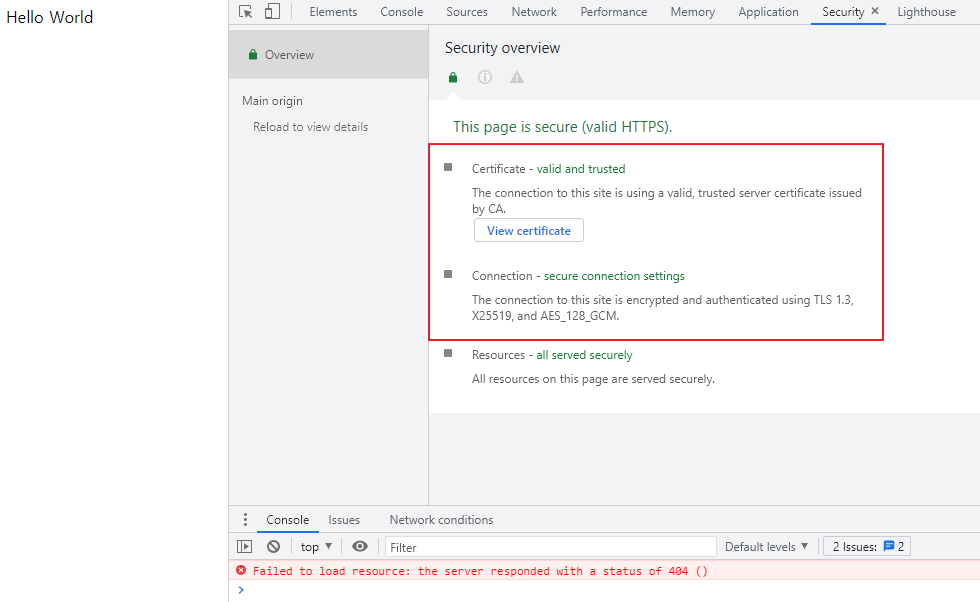 Hello World
Elements Console Sources Network Performance Memory Application Security ✕ Lighthouse
Overview
Main origin
Reload to view details
Security overview
This page is secure (valid HTTPS).
Certificate - valid and trusted
The connection to this site is using a valid, trusted server certificate issued
by CA.
View certificate
Connection - secure connection settings
The connection to this site is encrypted and authenticated using TLS 1.3,
X25519, and AES_128_GCM.
Resources - all served securely
All resources on this page are served securely.
Console Issues Network conditions
top ▼ Filter Default levels ▼ 2 Issues: 2
Failed to load resource: the server responded with a status of 404 ()